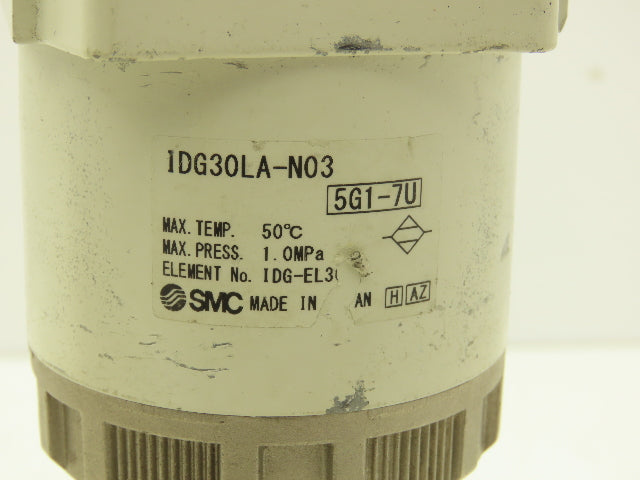 IDG30LA-N03
5G1-7U
MAX. TEMP. 50℃
MAX. PRESS. 1.0MPa
ELEMENT No. IDG-EL30
SMC MADE IN AN H AZ